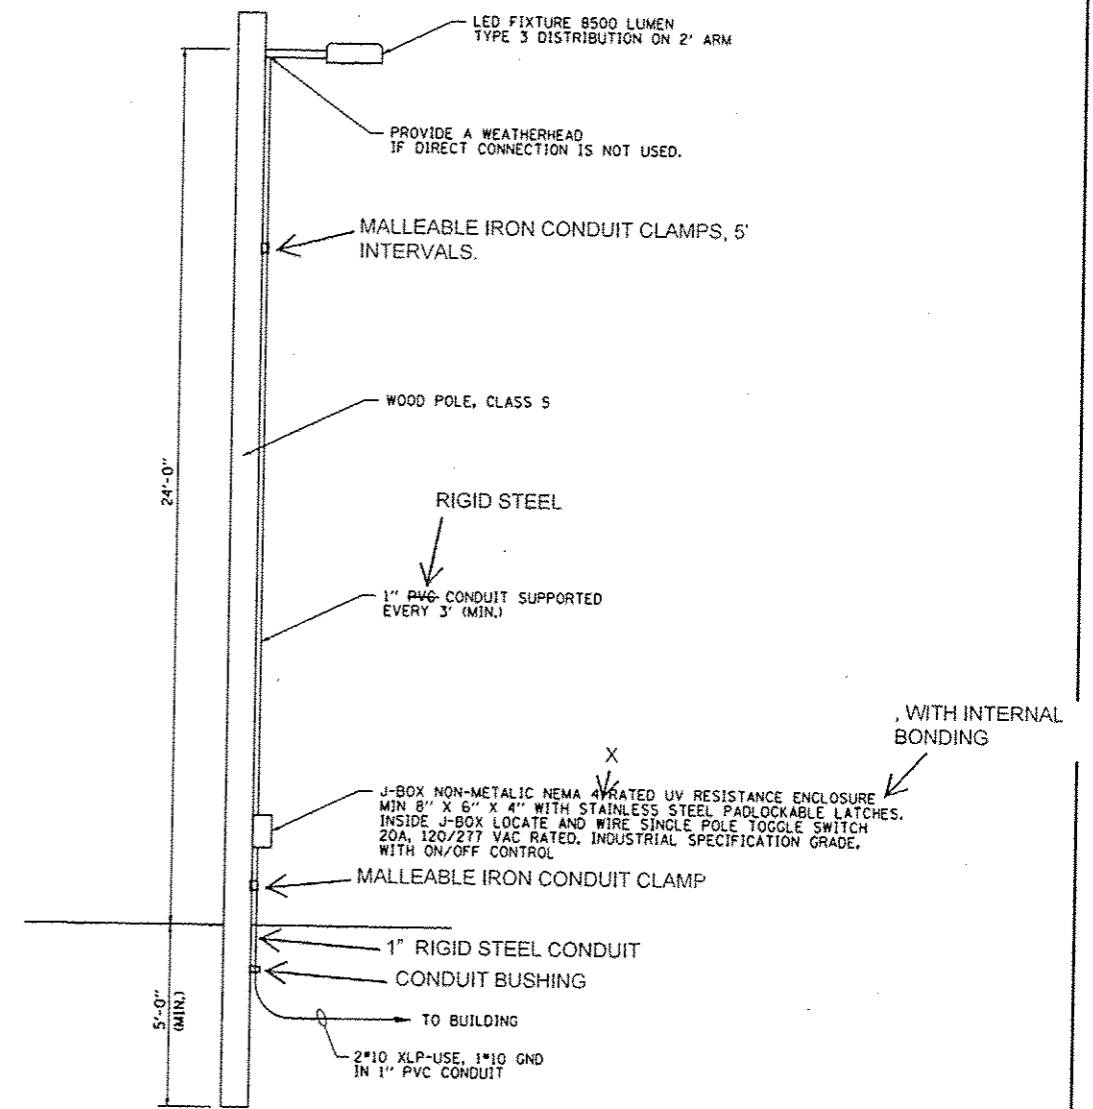 LED FIXTURE 8500 LUMEN
TYPE 3 DISTRIBUTION ON 2' ARM
PROVIDE A WEATHERHEAD
IF DIRECT CONNECTION IS NOT USED.
MALLEABLE IRON CONDUIT CLAMPS, 5'
INTERVALS.
WOOD POLE, CLASS 5
24'-0"
RIGID STEEL
1" PVC CONDUIT SUPPORTED
EVERY 3' (MIN.)
, WITH INTERNAL
BONDING
X
J-BOX NON-METALIC NEMA 4 RATED UV RESISTANCE ENCLOSURE
MIN 8" X 6" X 4" WITH STAINLESS STEEL PADLOCKABLE LATCHES.
INSIDE J-BOX LOCATE AND WIRE SINGLE POLE TOGGLE SWITCH
20A, 120/277 VAC RATED. INDUSTRIAL SPECIFICATION GRADE.
WITH ON/OFF CONTROL
MALLEABLE IRON CONDUIT CLAMP
1" RIGID STEEL CONDUIT
CONDUIT BUSHING
5'-0"
(MIN.)
TO BUILDING
2#10 XLP-USE, 1#10 GND
IN 1" PVC CONDUIT